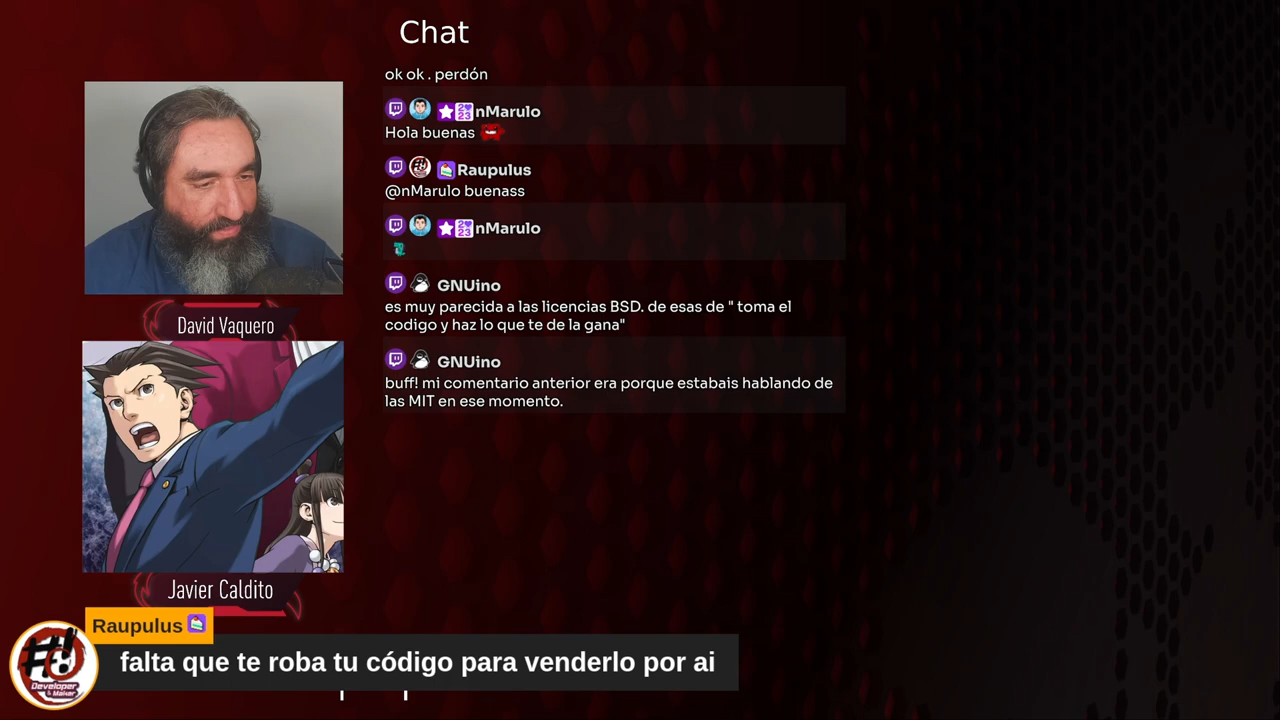 Chat
ok ok . perdón
nMarulo
Hola buenas
Raupulus
@nMarulo buenass
nMarulo
GNUino
es muy parecida a las licencias BSD. de esas de " toma el
codigo y haz lo que te de la gana"
GNUino
buff! mi comentario anterior era porque estabais hablando de
las MIT en ese momento.
David Vaquero
Javier Caldito
Raupulus
falta que te roba tu código para venderlo por ai
Developer
& Maker